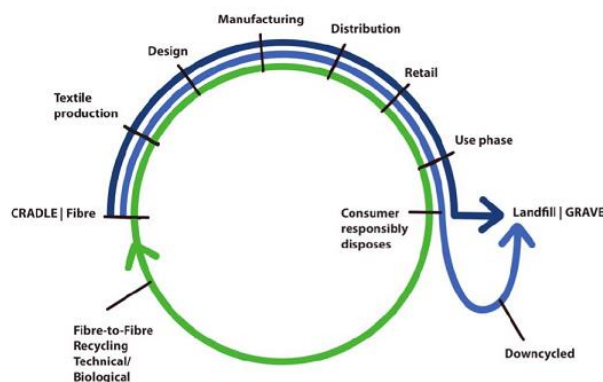 Manufacturing
Distribution
Design
Retail
Textile
production
Use phase
CRADLE | Fibre
Consumer
responsibly
disposes
Landfill | GRAVE
Fibre-to-Fibre
Recycling
Technical/
Biological
Downcycled